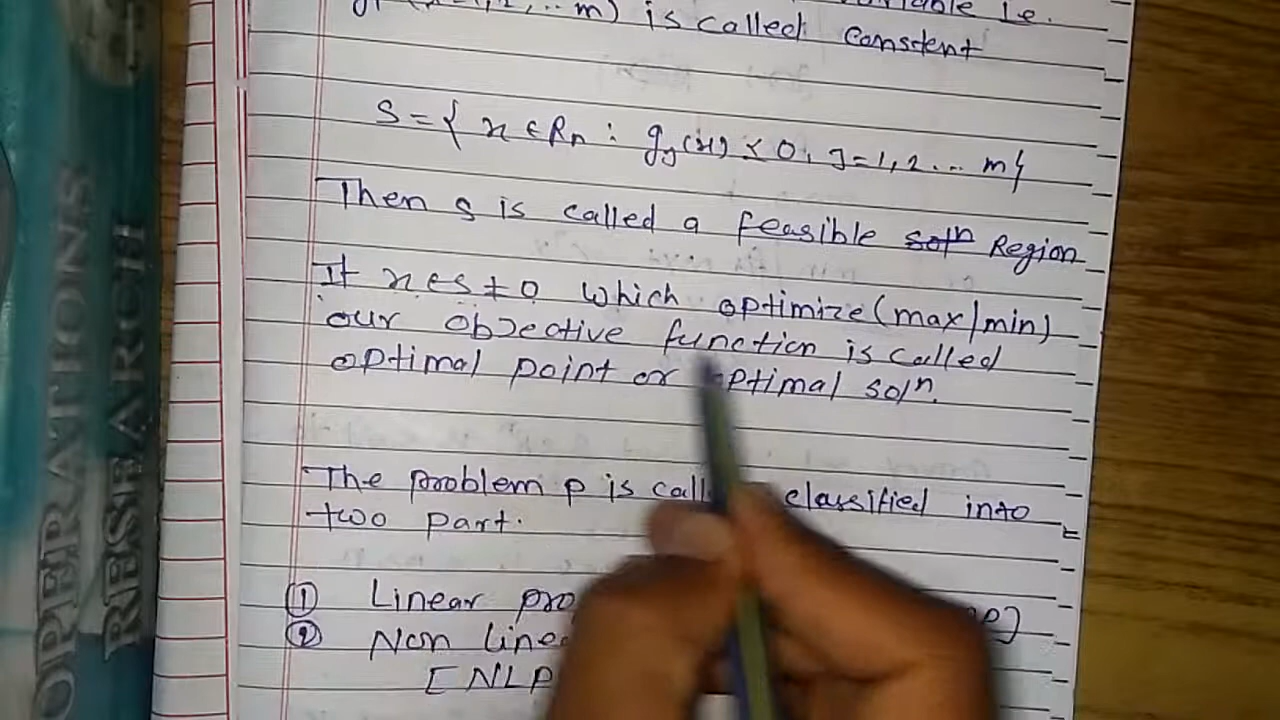 m) is called constent
S = { x ∈ Rn : gj(x) ≤ 0, j = 1, 2 ... m }
Then S is called a feasible soln Region
If x ∈ S ≠ 0 which optimize (max/min)
our objective function is called
optimal point or optimal soln.
The problem p is classified into
two part.
① Linear
② Non
[NLP
OPERATIONS
RESEARCH